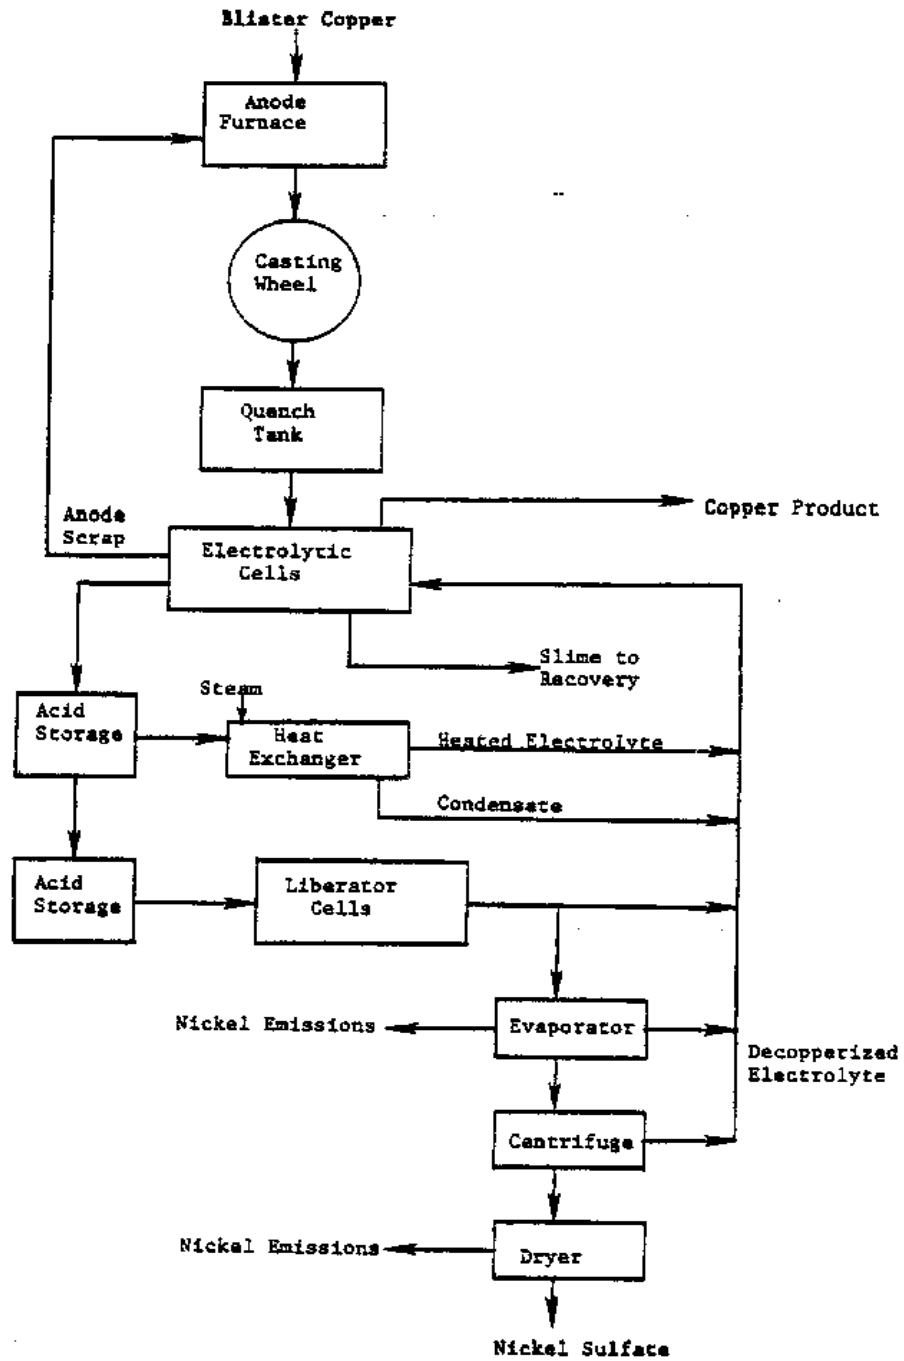 Blister Copper
Anode
Furnace
Casting
Wheel
Quench
Tank
Anode
Scrap
Copper Product
Electrolytic
Cells
Slime to
Recovery
Steam
Acid
Storage
Heat
Exchanger
Heated Electrolyte
Condensate
Acid
Storage
Liberator
Cells
Nickel Emissions
Evaporator
Decopperized
Electrolyte
Centrifuge
Nickel Emissions
Dryer
Nickel Sulfate